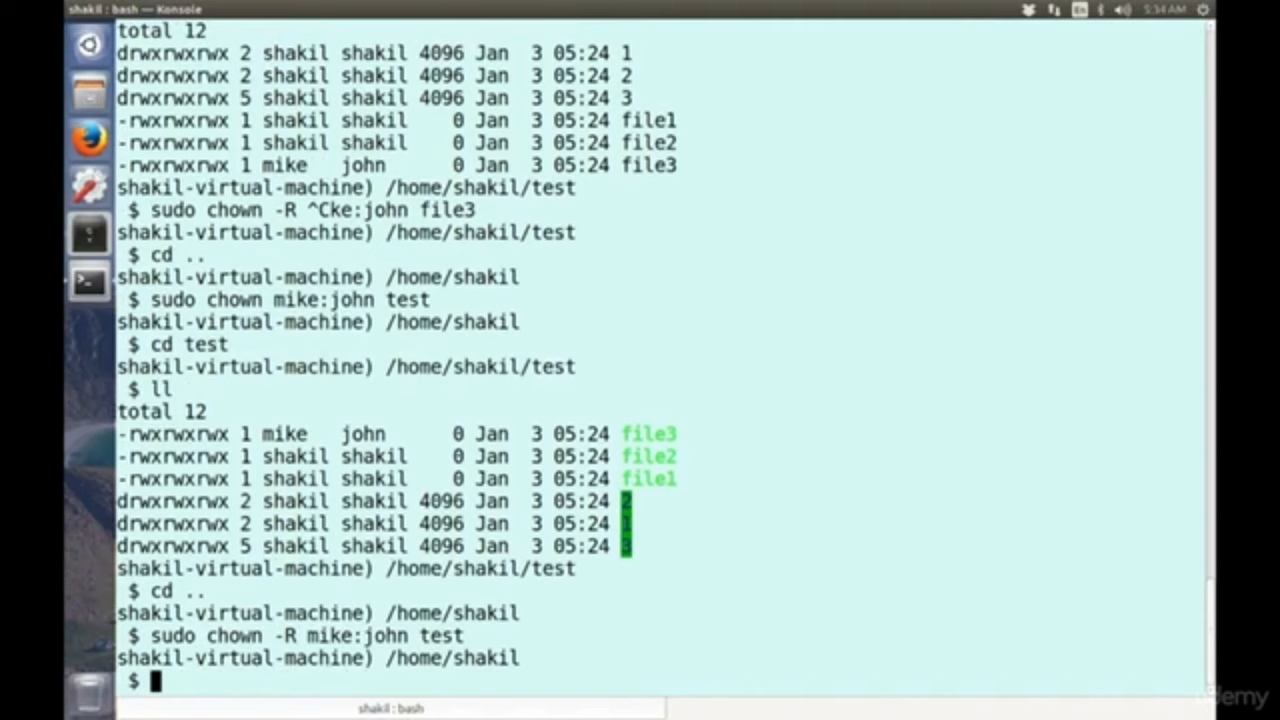 shakil : bash — Konsole
En 5:34 AM
total 12
drwxrwxrwx 2 shakil shakil 4096 Jan  3 05:24 1
drwxrwxrwx 2 shakil shakil 4096 Jan  3 05:24 2
drwxrwxrwx 5 shakil shakil 4096 Jan  3 05:24 3
-rwxrwxrwx 1 shakil shakil    0 Jan  3 05:24 file1
-rwxrwxrwx 1 shakil shakil    0 Jan  3 05:24 file2
-rwxrwxrwx 1 mike   john      0 Jan  3 05:24 file3
shakil-virtual-machine) /home/shakil/test
$ sudo chown -R ^Cke:john file3
shakil-virtual-machine) /home/shakil/test
$ cd ..
shakil-virtual-machine) /home/shakil
$ sudo chown mike:john test
shakil-virtual-machine) /home/shakil
$ cd test
shakil-virtual-machine) /home/shakil/test
$ ll
total 12
-rwxrwxrwx 1 mike   john      0 Jan  3 05:24 file3
-rwxrwxrwx 1 shakil shakil    0 Jan  3 05:24 file2
-rwxrwxrwx 1 shakil shakil    0 Jan  3 05:24 file1
drwxrwxrwx 2 shakil shakil 4096 Jan  3 05:24 2
drwxrwxrwx 2 shakil shakil 4096 Jan  3 05:24 1
drwxrwxrwx 5 shakil shakil 4096 Jan  3 05:24 3
shakil-virtual-machine) /home/shakil/test
$ cd ..
shakil-virtual-machine) /home/shakil
$ sudo chown -R mike:john test
shakil-virtual-machine) /home/shakil
$
shakil : bash
udemy